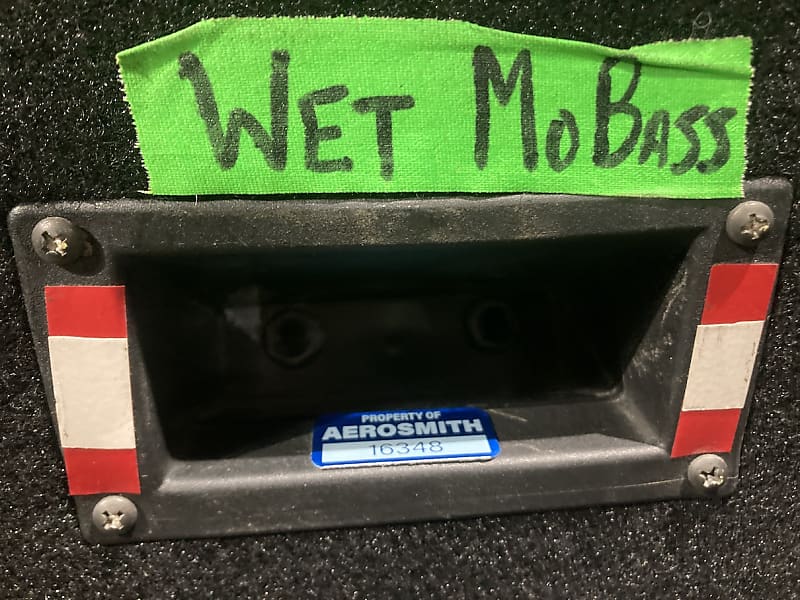 WET MoBASS
PROPERTY OF
AEROSMITH
16348